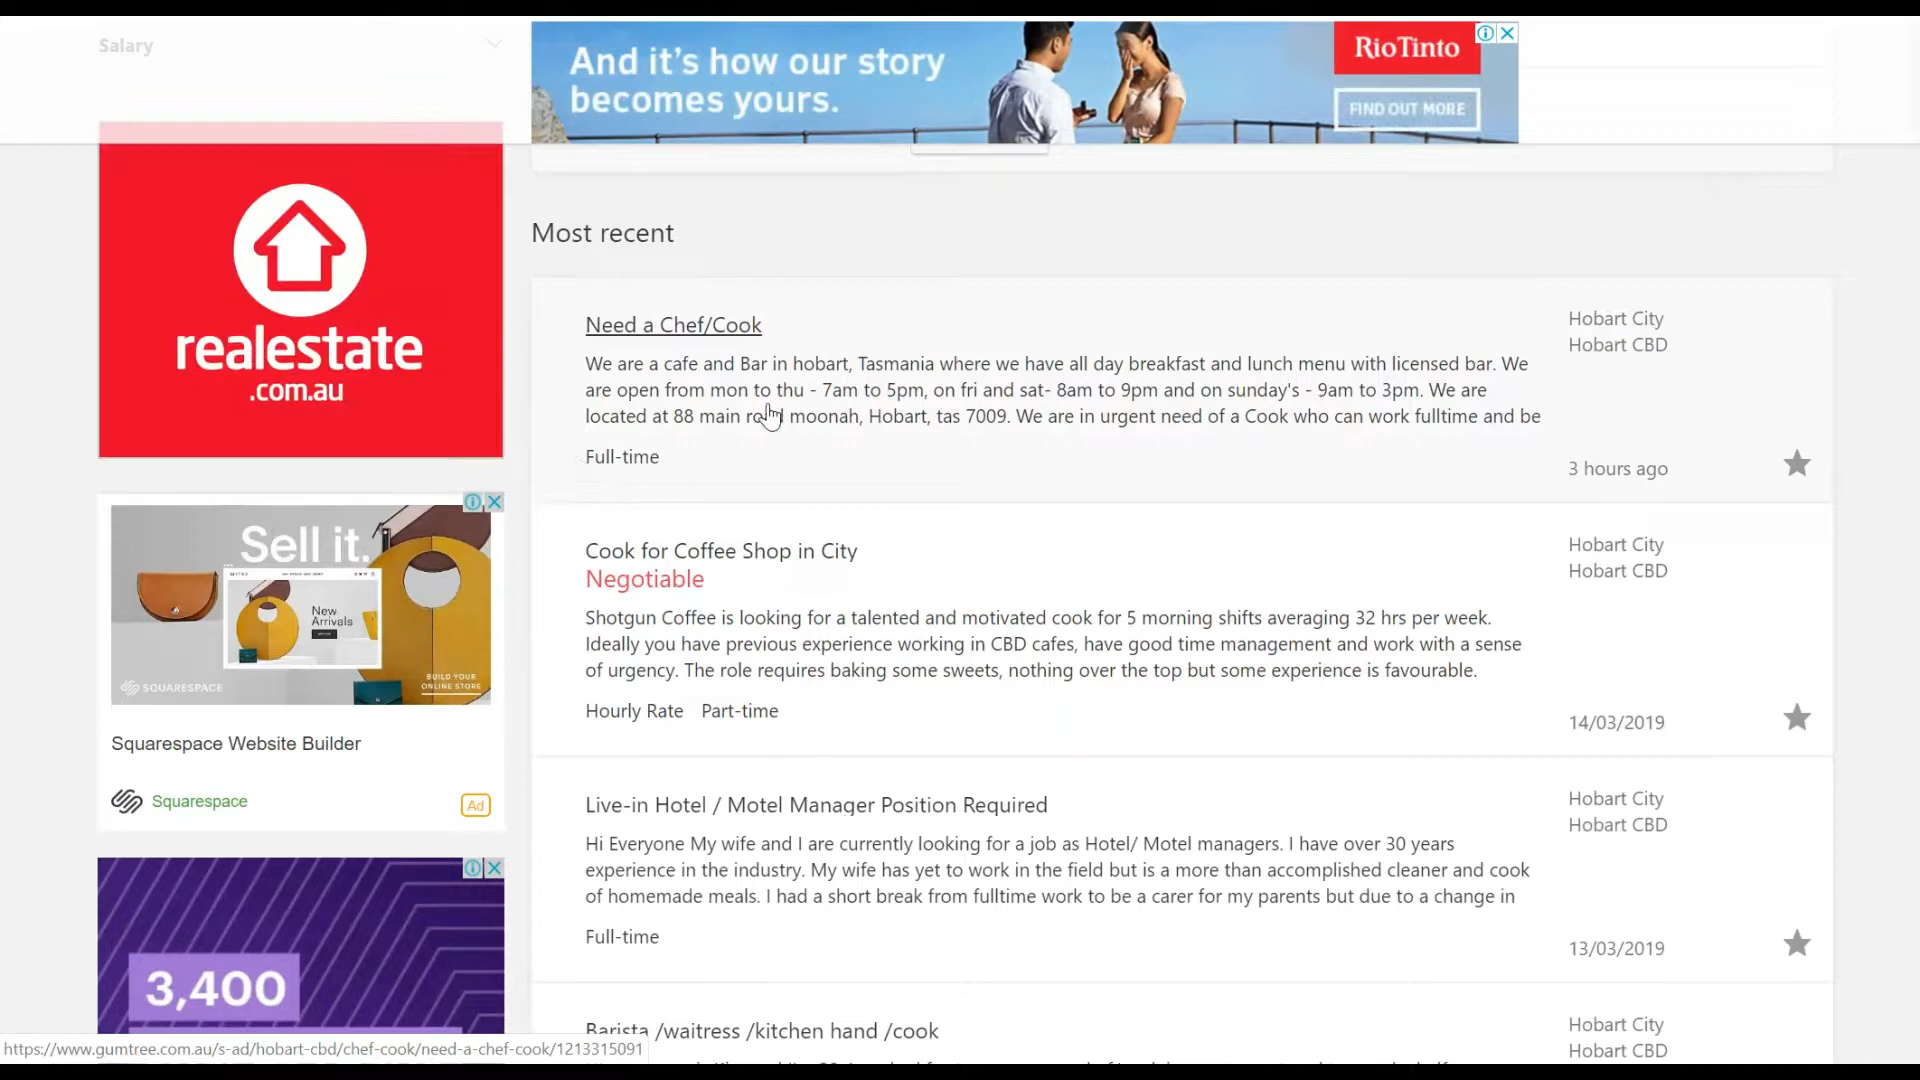 Salary
And it's how our story
becomes yours.
RioTinto
FIND OUT MORE
realestate
.com.au
Most recent
Need a Chef/Cook
We are a cafe and Bar in hobart, Tasmania where we have all day breakfast and lunch menu with licensed bar. We
are open from mon to thu - 7am to 5pm, on fri and sat- 8am to 9pm and on sunday's - 9am to 3pm. We are
located at 88 main road moonah, Hobart, tas 7009. We are in urgent need of a Cook who can work fulltime and be
Full-time
Hobart City
Hobart CBD
3 hours ago
Sell it.
New
Arrivals
BUILD YOUR
ONLINE STORE
SQUARESPACE
Squarespace Website Builder
Squarespace
Ad
Cook for Coffee Shop in City
Negotiable
Shotgun Coffee is looking for a talented and motivated cook for 5 morning shifts averaging 32 hrs per week.
Ideally you have previous experience working in CBD cafes, have good time management and work with a sense
of urgency. The role requires baking some sweets, nothing over the top but some experience is favourable.
Hourly Rate Part-time
Hobart City
Hobart CBD
14/03/2019
Live-in Hotel / Motel Manager Position Required
Hi Everyone My wife and I are currently looking for a job as Hotel/ Motel managers. I have over 30 years
experience in the industry. My wife has yet to work in the field but is a more than accomplished cleaner and cook
of homemade meals. I had a short break from fulltime work to be a carer for my parents but due to a change in
Full-time
Hobart City
Hobart CBD
13/03/2019
3,400
Barista /waitress /kitchen hand /cook
Hobart City
Hobart CBD
https://www.gumtree.com.au/s-ad/hobart-cbd/chef-cook/need-a-chef-cook/1213315091